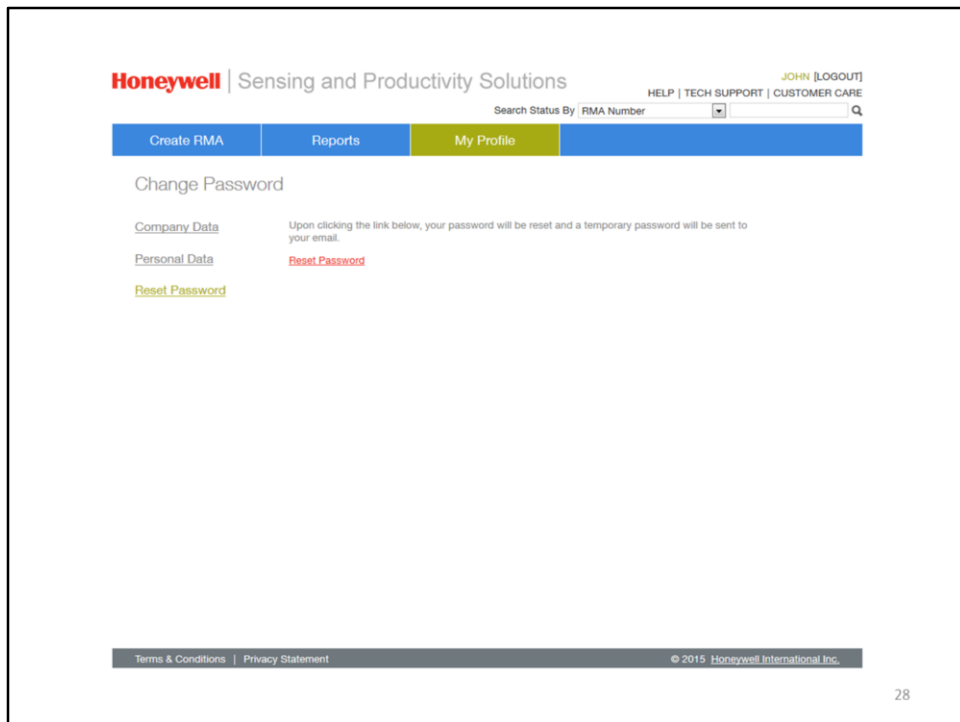 Honeywell | Sensing and Productivity Solutions
JOHN [LOGOUT]
HELP | TECH SUPPORT | CUSTOMER CARE
Search Status By RMA Number
Create RMA Reports My Profile
Change Password
Company Data
Personal Data
Reset Password
Upon clicking the link below, your password will be reset and a temporary password will be sent to
your email.
Reset Password
Terms & Conditions | Privacy Statement © 2015 Honeywell International Inc.
28